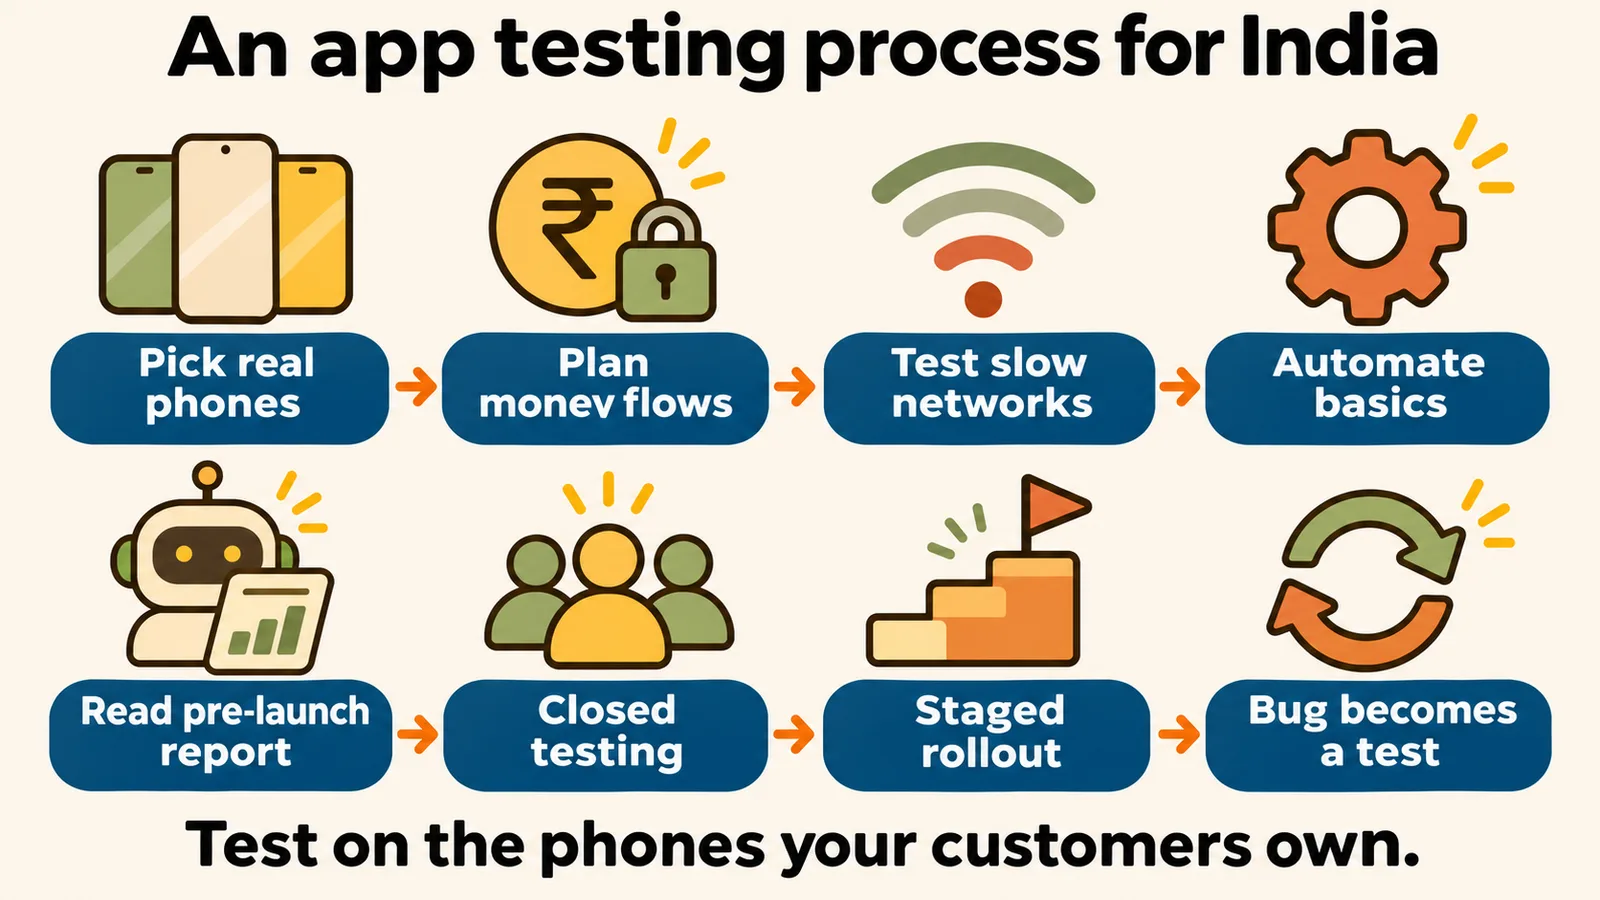 An app testing process for India
Pick real
phones
Plan
money flows
Test slow
networks
Automate
basics
Read pre-launch
report
Closed
testing
Staged
rollout
Bug becomes
a test
Test on the phones your customers own.